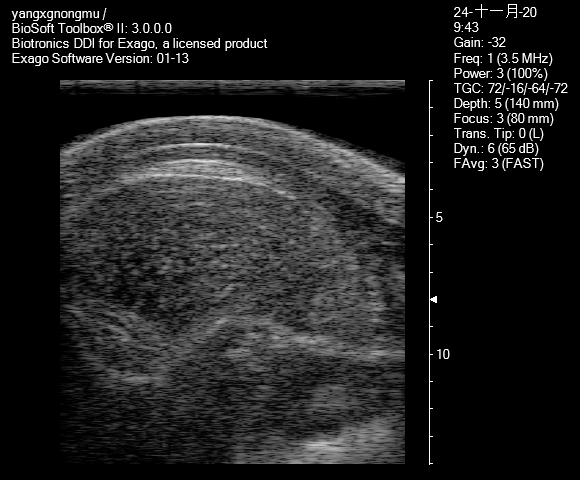 yangxgnongmu /
BioSoft Toolbox® II: 3.0.0.0
Biotronics DDI for Exago, a licensed product
Exago Software Version: 01-13
24-十一月-20
9:43
Gain: -32
Freq: 1 (3.5 MHz)
Power: 3 (100%)
TGC: 72/-16/-64/-72
Depth: 5 (140 mm)
Focus: 3 (80 mm)
Trans. Tip: 0 (L)
Dyn.: 6 (65 dB)
FAvg: 3 (FAST)
5
10